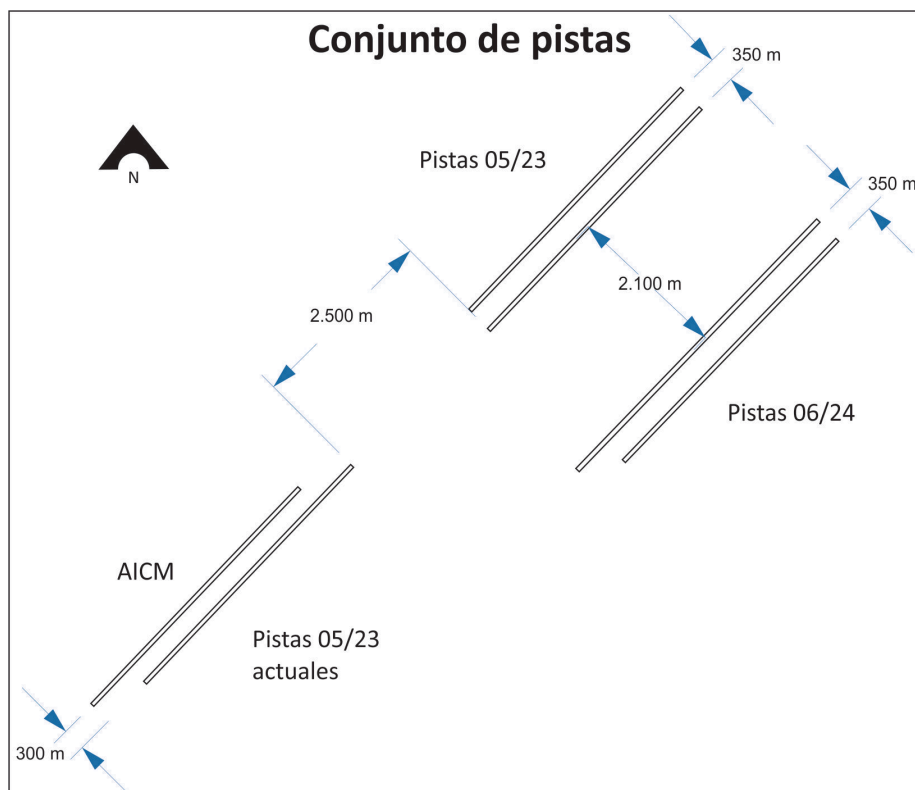 Conjunto de pistas
350 m
N
Pistas 05/23
350 m
2.100 m
2.500 m
Pistas 06/24
AICM
Pistas 05/23
actuales
300 m